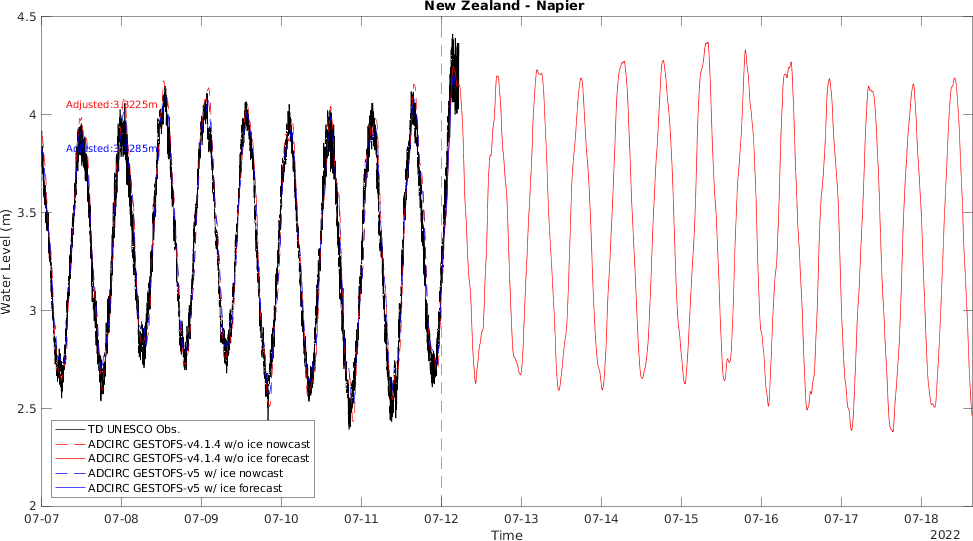 New Zealand - Napier
4.5
4
3.5
3
2.5
2
Water Level (m)
TD UNESCO Obs.
ADCIRC GESTOFS-v4.1.4 w/o ice nowcast
ADCIRC GESTOFS-v4.1.4 w/o ice forecast
ADCIRC GESTOFS-v5 w/ ice nowcast
ADCIRC GESTOFS-v5 w/ ice forecast
07-07 07-08 07-09 07-10 07-11 07-12 07-13 07-14 07-15 07-16 07-17 07-18
Time
2022